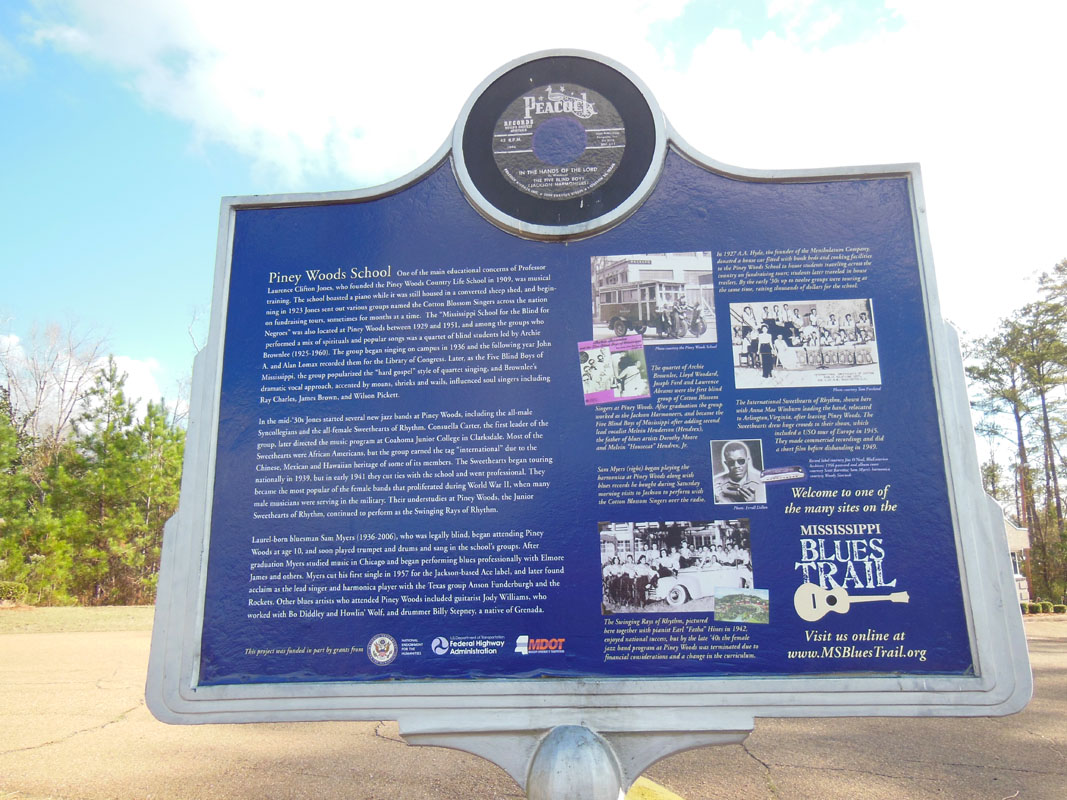 PEACOCK
RECORDS
45 R.P.M.
IN THE HANDS OF THE LORD
THE FIVE BLIND BOYS
(JACKSON HARMONEERS)
Piney Woods School One of the main educational concerns of Professor
Laurence Clifton Jones, who founded the Piney Woods Country Life School in 1909, was musical
training. The school boasted a piano while it was still housed in a converted sheep shed, and begin-
ning in 1923 Jones sent out various groups named the Cotton Blossom Singers across the nation
on fundraising tours, sometimes for months at a time. The “Mississippi School for the Blind for
Negroes” was also located at Piney Woods between 1929 and 1951, and among the groups who
performed a mix of spirituals and popular songs was a quartet of blind students led by Archie
Brownlee (1925-1960). The group began singing on campus in 1936 and the following year John
A. and Alan Lomax recorded them for the Library of Congress. Later, as the Five Blind Boys of
Mississippi, the group popularized the “hard gospel” style of quartet singing, and Brownlee’s
dramatic vocal approach, accented by moans, shrieks and wails, influenced soul singers including
Ray Charles, James Brown, and Wilson Pickett.
In the mid-’30s Jones started several new jazz bands at Piney Woods, including the all-male
Syncollegians and the all-female Sweethearts of Rhythm. Consuella Carter, the first leader of the
group, later directed the music program at Coahoma Junior College in Clarksdale. Most of the
Sweethearts were African Americans, but the group earned the tag “international” due to the
Chinese, Mexican and Hawaiian heritage of some of its members. The Sweethearts began touring
nationally in 1939, but in early 1941 they cut ties with the school and went professional. They
became the most popular of the female bands that proliferated during World War II, when many
male musicians were serving in the military. Their understudies at Piney Woods, the Junior
Sweethearts of Rhythm, continued to perform as the Swinging Rays of Rhythm.
Laurel-born bluesman Sam Myers (1936-2006), who was legally blind, began attending Piney
Woods at age 10, and soon played trumpet and drums and sang in the school’s groups. After
graduation Myers studied music in Chicago and began performing blues professionally with Elmore
James and others. Myers cut his first single in 1957 for the Jackson-based Ace label, and later found
acclaim as the lead singer and harmonica player with the Texas group Anson Funderburgh and the
Rockets. Other blues artists who attended Piney Woods included guitarist Jody Williams, who
worked with Bo Diddley and Howlin’ Wolf, and drummer Billy Stepney, a native of Grenada.
This project was funded in part by grants from
NATIONAL
ENDOWMENT
FOR THE
HUMANITIES
U.S. Department of Transportation
Federal Highway
Administration
MDOT
In 1927 A.A. Hyde, the founder of the Mentholatum Company,
donated a house car fitted with bunk beds and cooking facilities
to the Piney Woods School to house students traveling across the
country on fundraising tours; students later traveled in house
trailers. By the early ’30s up to twelve groups were touring at
the same time, raising thousands of dollars for the school.
Photo courtesy the Piney Woods School
The quartet of Archie
Brownlee, Lloyd Woodard,
Joseph Ford and Lawrence
Abrams were the first blind
group of Cotton Blossom
Singers at Piney Woods. After graduation the group
worked as the Jackson Harmoneers, and became the
Five Blind Boys of Mississippi after adding second
lead vocalist Melvin Henderson (Hendrex),
the father of blues artists Dorothy Moore
and Melvin “Housecat” Hendrex, Jr.
The International Sweethearts of Rhythm, shown here
with Anna Mae Winburn leading the band, relocated
to Arlington, Virginia, after leaving Piney Woods. The
Sweethearts drew huge crowds to their shows, which
included a USO tour of Europe in 1945.
They made commercial recordings and did
a short film before disbanding in 1949.
Sam Myers (right) began playing the
harmonica at Piney Woods along with
blues records he bought during Saturday
morning visits to Jackson to perform with
the Cotton Blossom Singers over the radio.
The Swinging Rays of Rhythm, pictured
here together with pianist Earl “Fatha” Hines in 1942,
enjoyed national success, but by the late ’40s the female
jazz band program at Piney Woods was terminated due to
financial considerations and a change in the curriculum.
Welcome to one of
the many sites on the
MISSISSIPPI
BLUES
TRAIL
Visit us online at
www.MSBluesTrail.org